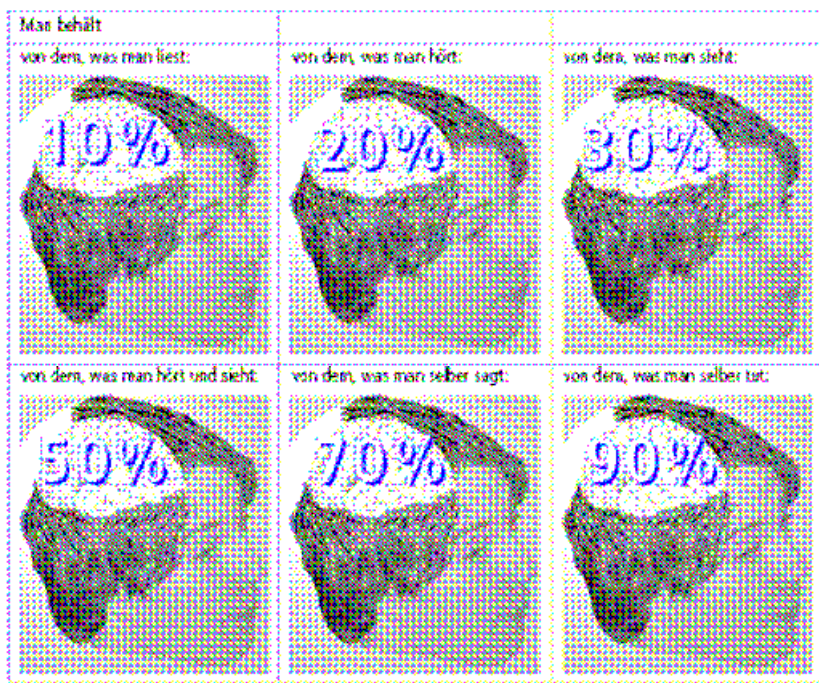 Man behält
von dem, was man liest:
von dem, was man hört:
von dem, was man sieht:
10%
20%
30%
von dem, was man hört und sieht:
von dem, was man selber sagt:
von dem, was man selber tut:
50%
70%
90%